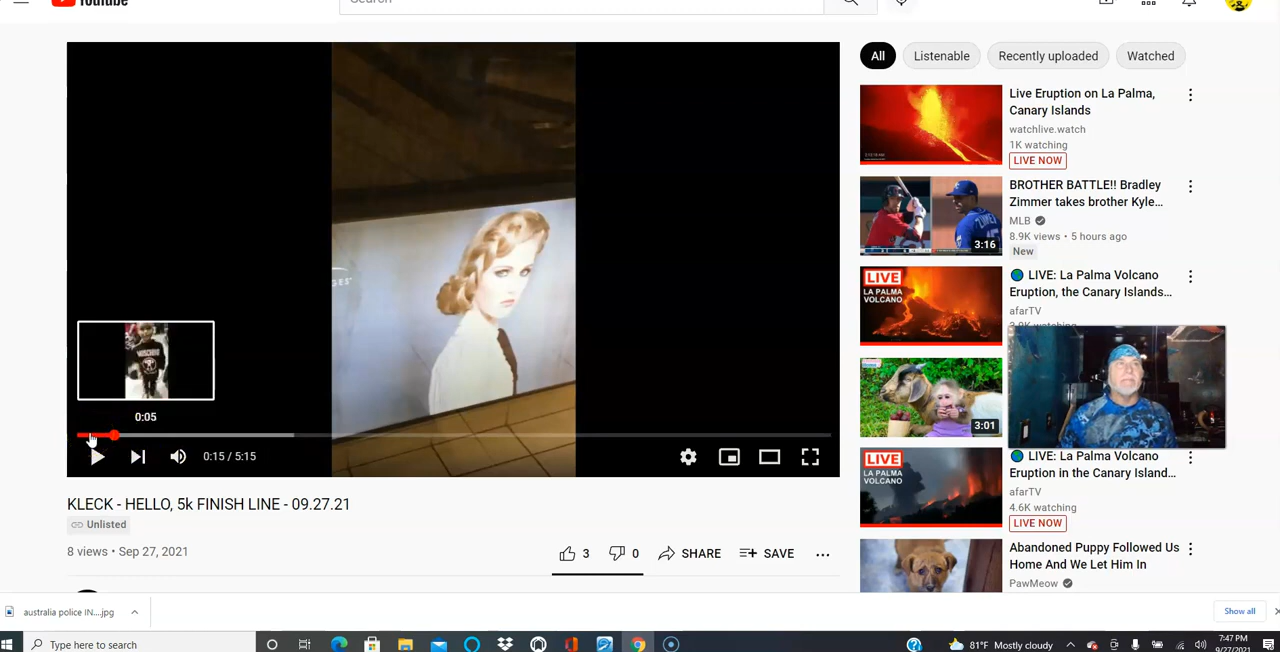 YouTube
Search
All
Listenable
Recently uploaded
Watched
Live Eruption on La Palma,
Canary Islands
watchlive.watch
1K watching
LIVE NOW
BROTHER BATTLE!! Bradley
Zimmer takes brother Kyle...
MLB
8.9K views • 5 hours ago
New
3:16
LIVE
LA PALMA
VOLCANO
LIVE: La Palma Volcano
Eruption, the Canary Islands...
afarTV
3.9K watching
3:01
LIVE
LA PALMA
VOLCANO
LIVE: La Palma Volcano
Eruption in the Canary Island...
afarTV
4.6K watching
LIVE NOW
Abandoned Puppy Followed Us
Home And We Let Him In
PawMeow
MOSCHINO
0:05
0:15 / 5:15
KLECK - HELLO, 5k FINISH LINE - 09.27.21
Unlisted
8 views • Sep 27, 2021
3
0
SHARE
SAVE
australia police IN....jpg
Show all
Type here to search
81°F Mostly cloudy
7:47 PM
9/27/2021